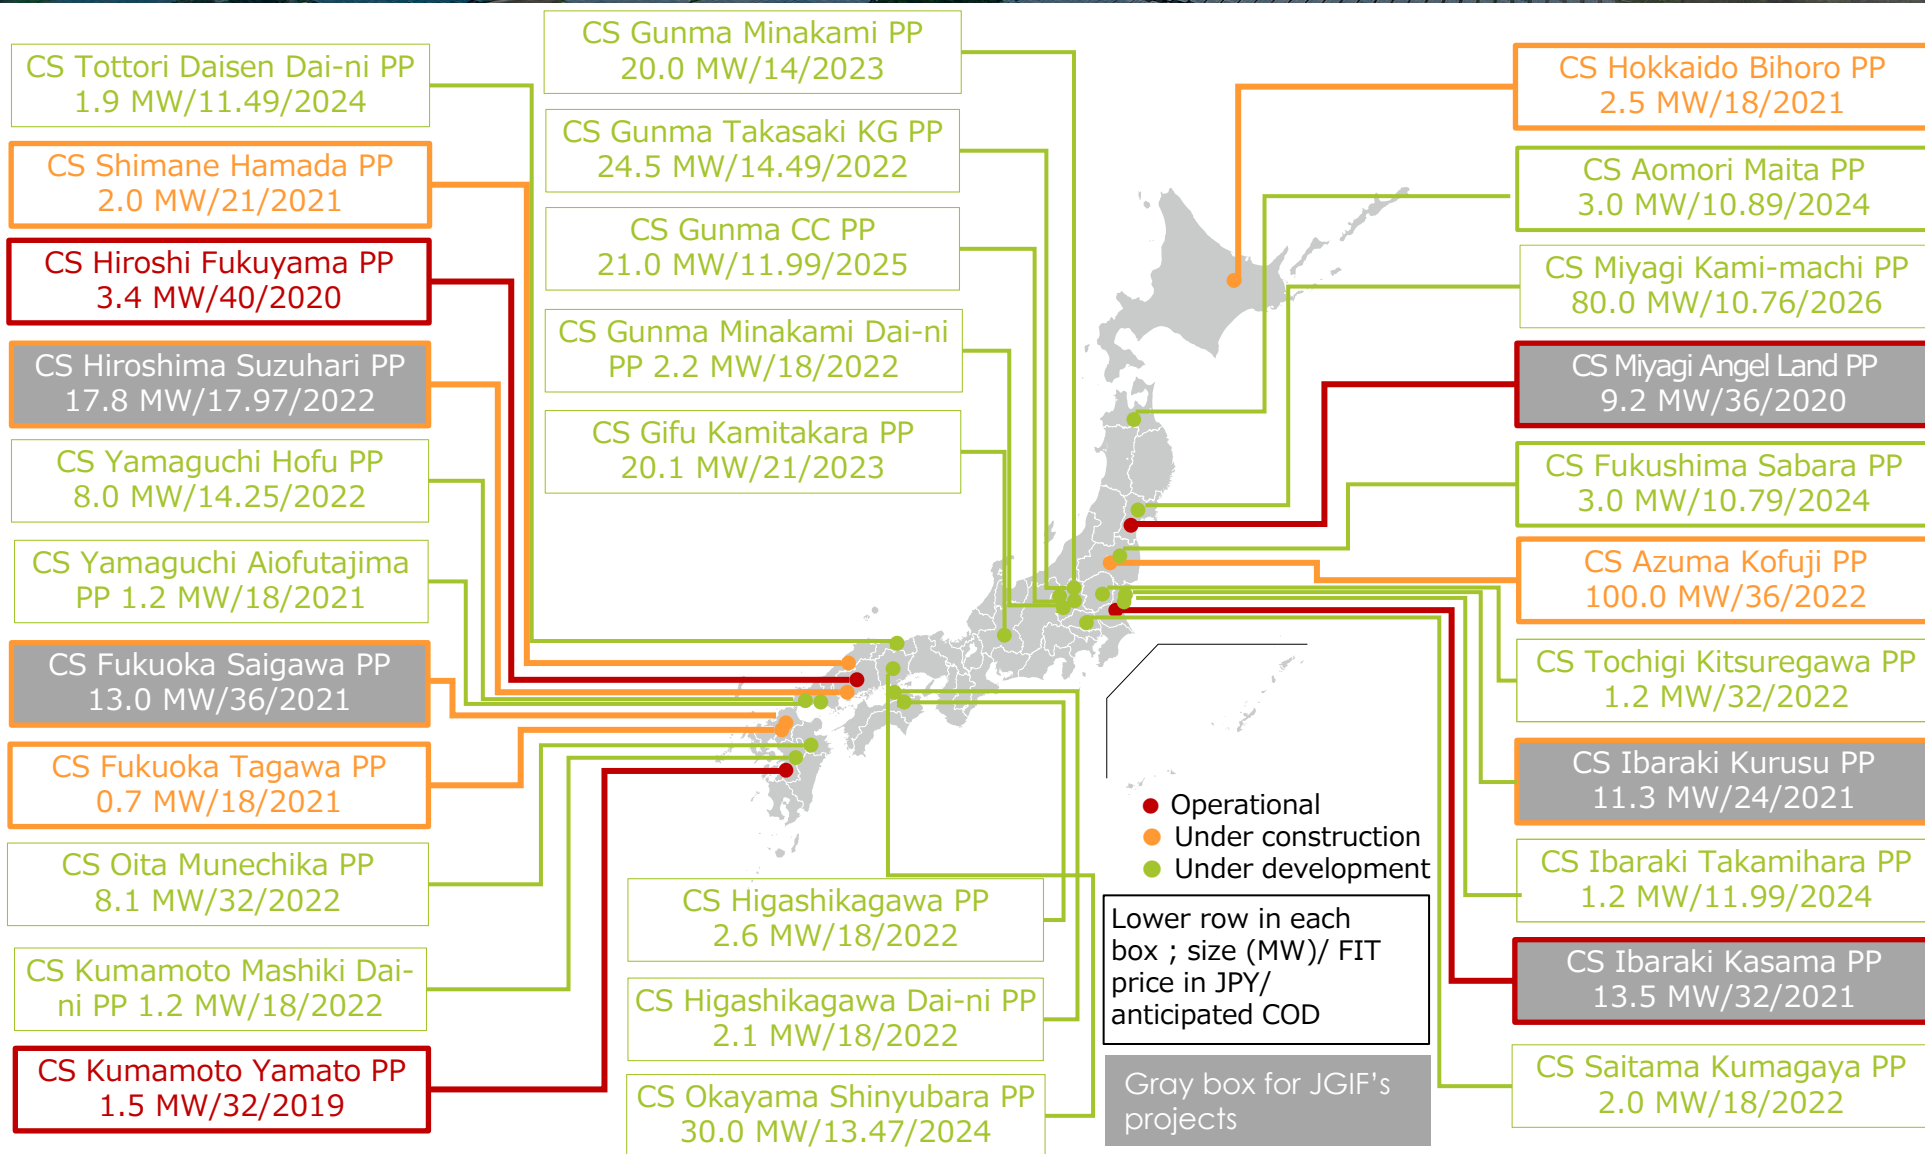 CS Tottori Daisen Dai-ni PP
1.9 MW/11.49/2024
CS Shimane Hamada PP
2.0 MW/21/2021
CS Hiroshi Fukuyama PP
3.4 MW/40/2020
CS Hiroshima Suzuhari PP
17.8 MW/17.97/2022
CS Yamaguchi Hofu PP
8.0 MW/14.25/2022
CS Yamaguchi Aiofutajima
PP 1.2 MW/18/2021
CS Fukuoka Saigawa PP
13.0 MW/36/2021
CS Fukuoka Tagawa PP
0.7 MW/18/2021
CS Oita Munechika PP
8.1 MW/32/2022
CS Kumamoto Mashiki Dai-
ni PP 1.2 MW/18/2022
CS Kumamoto Yamato PP
1.5 MW/32/2019
CS Gunma Minakami PP
20.0 MW/14/2023
CS Gunma Takasaki KG PP
24.5 MW/14.49/2022
CS Gunma CC PP
21.0 MW/11.99/2025
CS Gunma Minakami Dai-ni
PP 2.2 MW/18/2022
CS Gifu Kamitakara PP
20.1 MW/21/2023
CS Higashikagawa PP
2.6 MW/18/2022
CS Higashikagawa Dai-ni PP
2.1 MW/18/2022
CS Okayama Shinyubara PP
30.0 MW/13.47/2024
Operational
Under construction
Under development
Lower row in each
box ; size (MW)/ FIT
price in JPY/
anticipated COD
Gray box for JGIF's
projects
CS Hokkaido Bihoro PP
2.5 MW/18/2021
CS Aomori Maita PP
3.0 MW/10.89/2024
CS Miyagi Kami-machi PP
80.0 MW/10.76/2026
CS Miyagi Angel Land PP
9.2 MW/36/2020
CS Fukushima Sabara PP
3.0 MW/10.79/2024
CS Azuma Kofuji PP
100.0 MW/36/2022
CS Tochigi Kitsuregawa PP
1.2 MW/32/2022
CS Ibaraki Kurusu PP
11.3 MW/24/2021
CS Ibaraki Takamihara PP
1.2 MW/11.99/2024
CS Ibaraki Kasama PP
13.5 MW/32/2021
CS Saitama Kumagaya PP
2.0 MW/18/2022